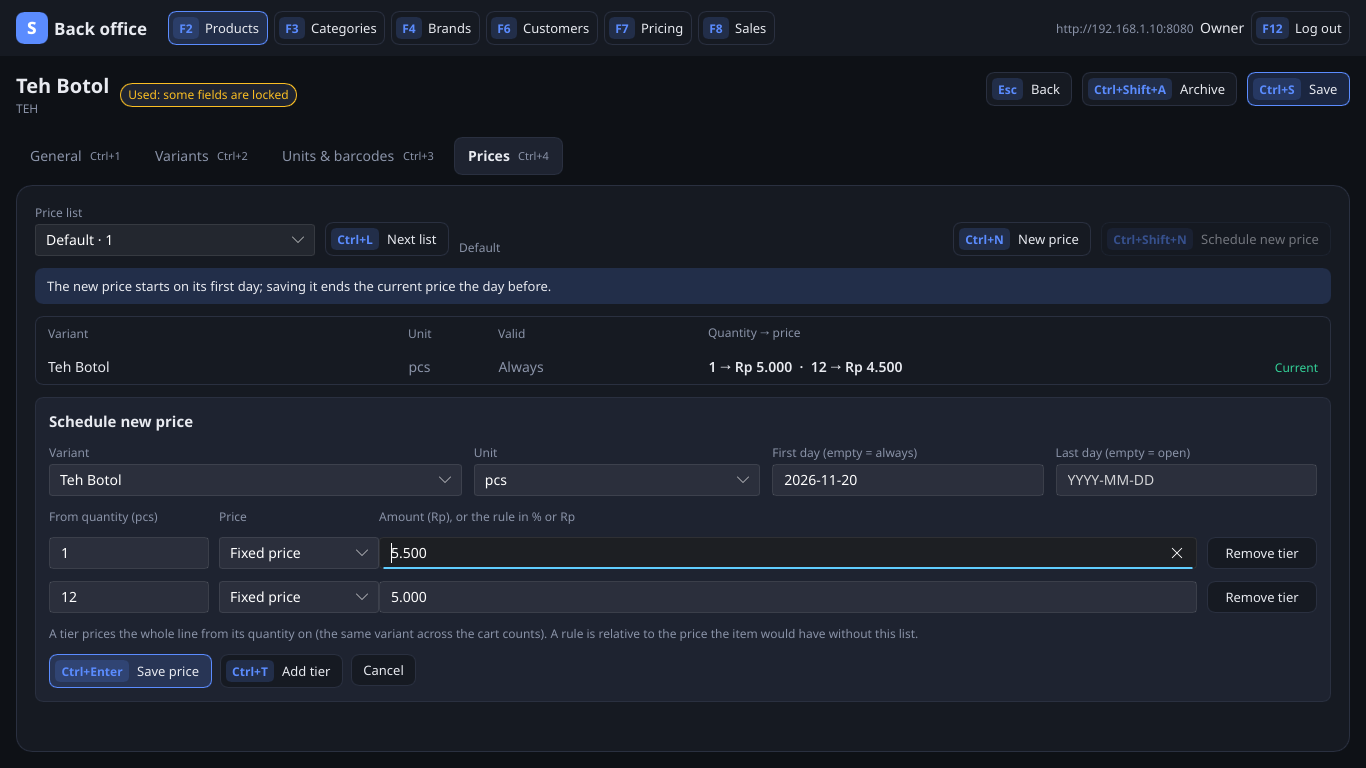 S Back office F2 Products F3 Categories F4 Brands F6 Customers F7 Pricing F8 Sales http://192.168.1.10:8080 Owner F12 Log out
Teh Botol Used: some fields are locked Esc Back Ctrl+Shift+A Archive Ctrl+S Save
TEH
General Ctrl+1 Variants Ctrl+2 Units & barcodes Ctrl+3 Prices Ctrl+4
Price list
Default · 1 Ctrl+L Next list Default Ctrl+N New price Ctrl+Shift+N Schedule new price
The new price starts on its first day; saving it ends the current price the day before.
Variant Unit Valid Quantity → price
Teh Botol pcs Always 1 → Rp 5.000 · 12 → Rp 4.500 Current
Schedule new price
Variant Unit First day (empty = always) Last day (empty = open)
Teh Botol pcs 2026-11-20 YYYY-MM-DD
From quantity (pcs) Price Amount (Rp), or the rule in % or Rp
1 Fixed price 5.500 Remove tier
12 Fixed price 5.000 Remove tier
A tier prices the whole line from its quantity on (the same variant across the cart counts). A rule is relative to the price the item would have without this list.
Ctrl+Enter Save price Ctrl+T Add tier Cancel